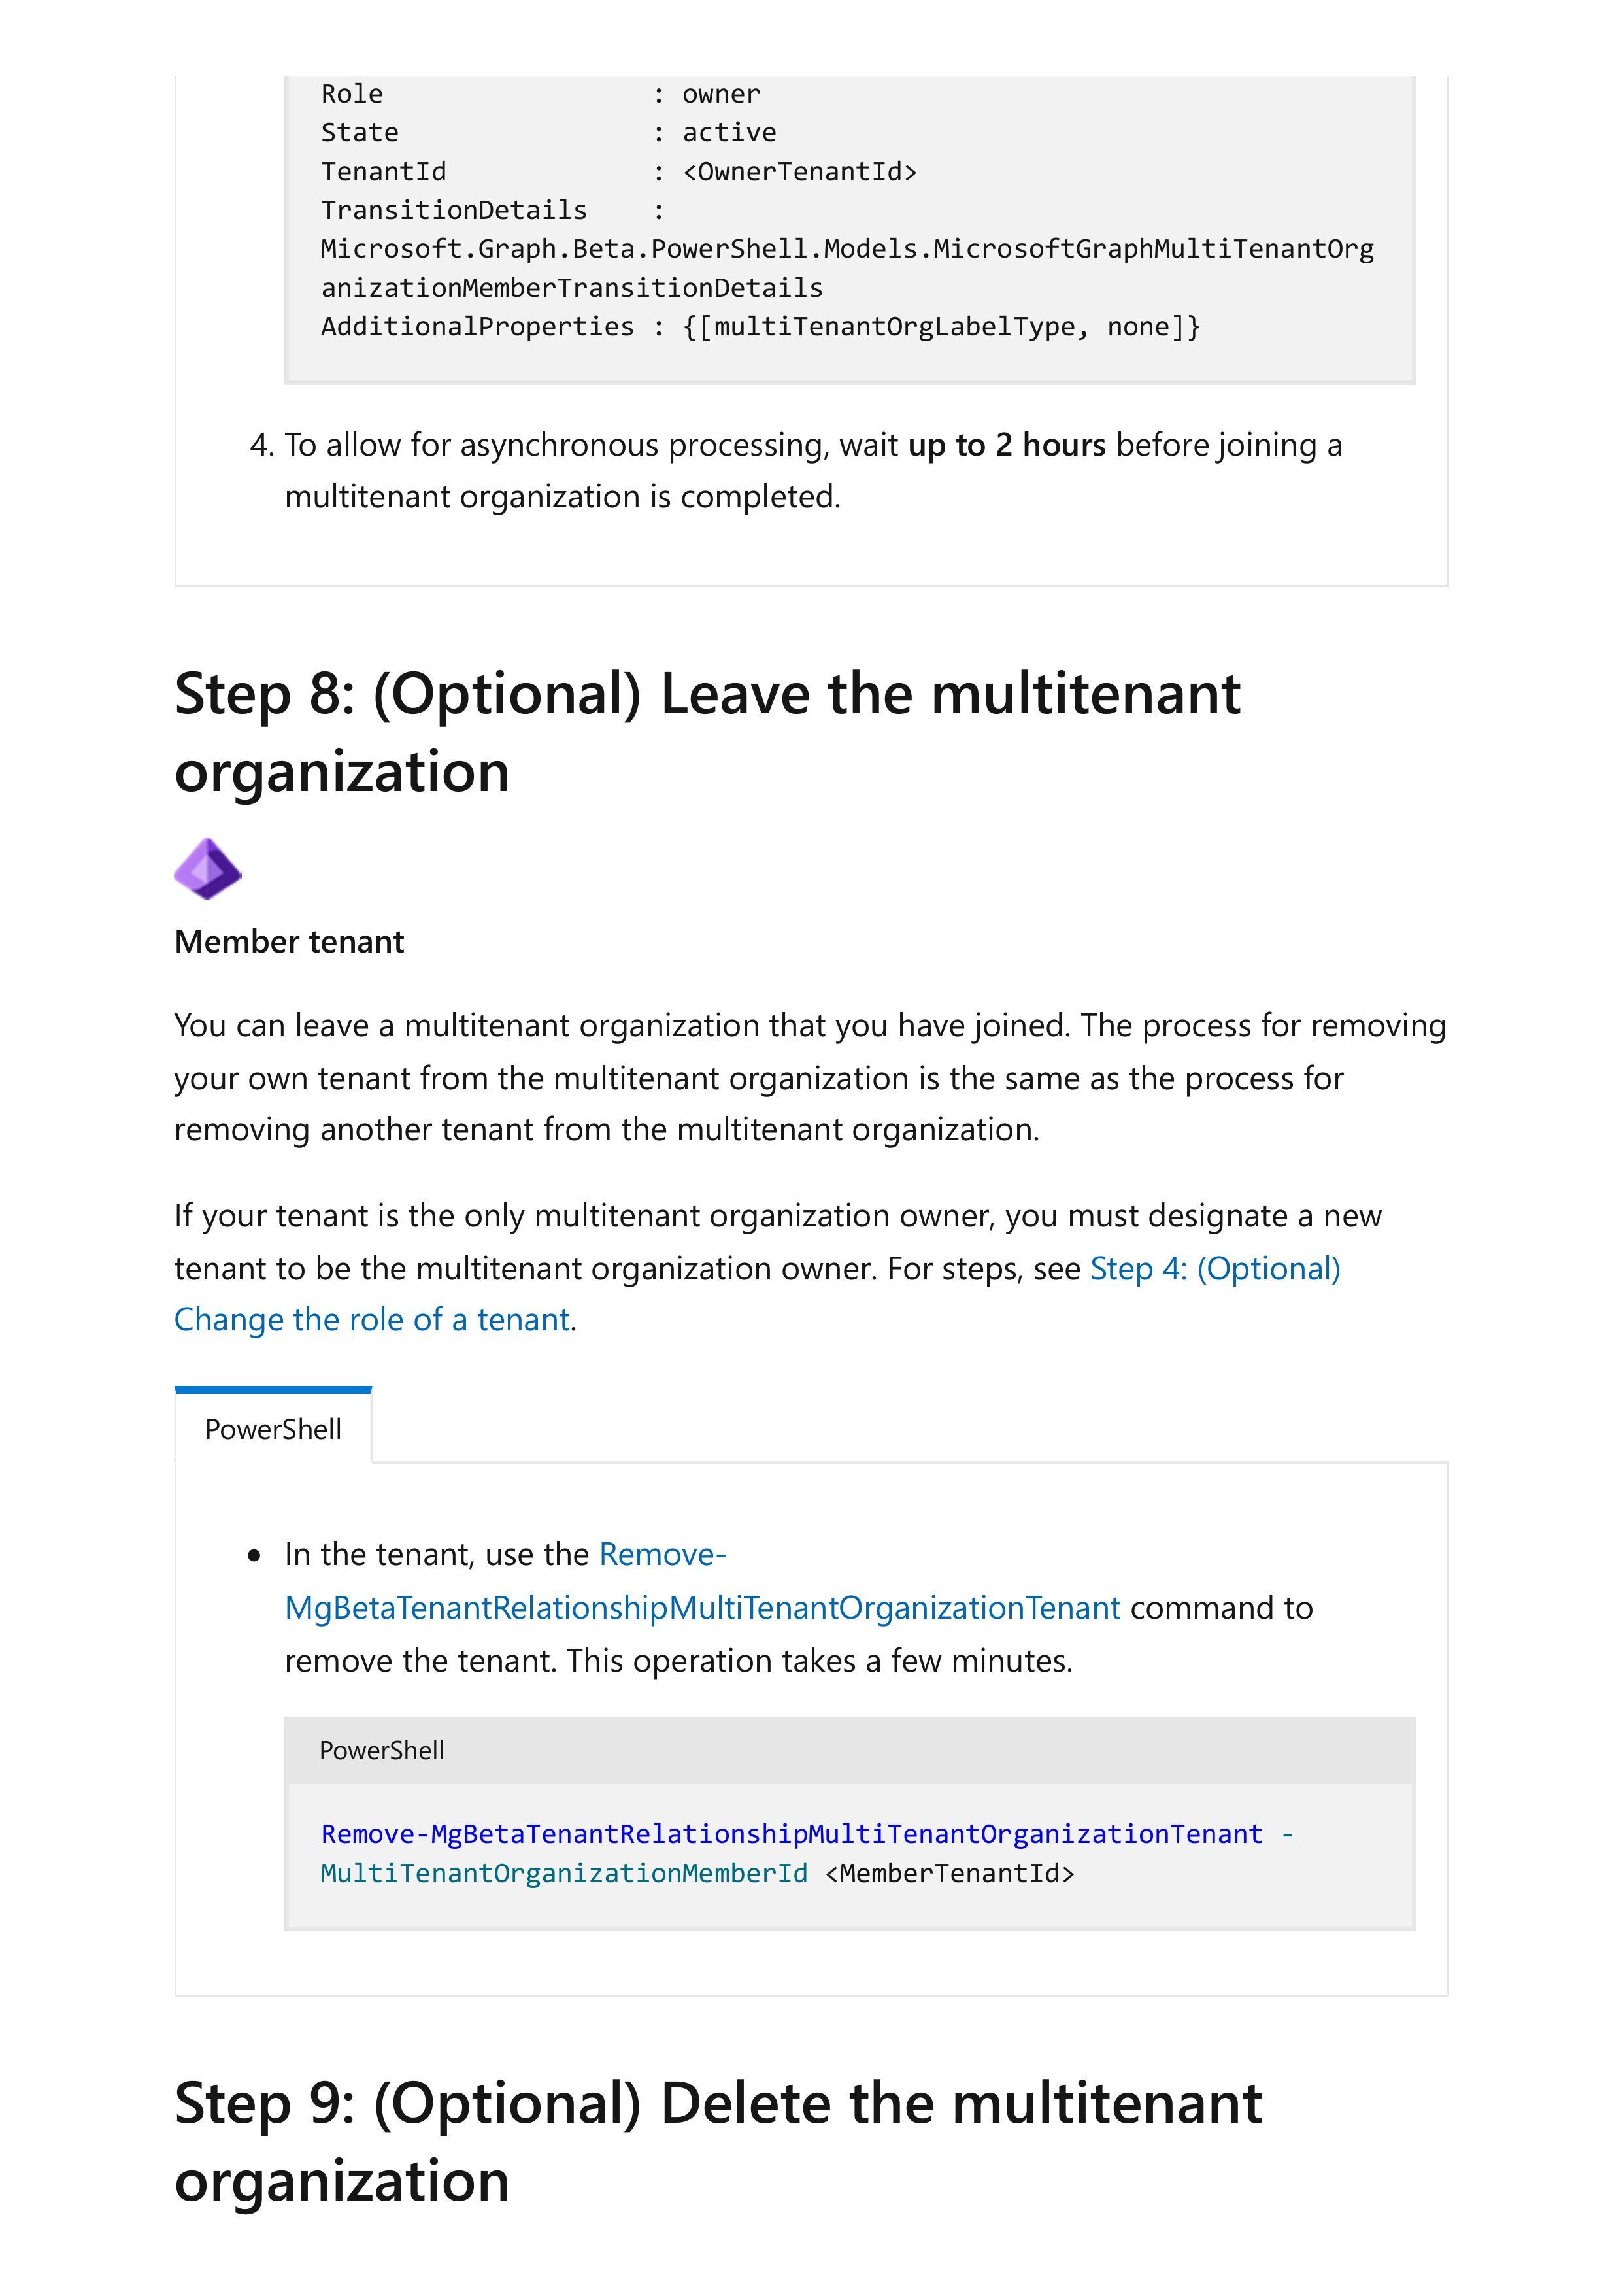 Role                 : owner
State                : active
TenantId             : <OwnerTenantId>
TransitionDetails    :
Microsoft.Graph.Beta.PowerShell.Models.MicrosoftGraphMultiTenantOrg
anizationMemberTransitionDetails
AdditionalProperties : {[multiTenantOrgLabelType, none]}
4. To allow for asynchronous processing, wait up to 2 hours before joining a
multitenant organization is completed.
Step 8: (Optional) Leave the multitenant
organization
Member tenant
You can leave a multitenant organization that you have joined. The process for removing
your own tenant from the multitenant organization is the same as the process for
removing another tenant from the multitenant organization.
If your tenant is the only multitenant organization owner, you must designate a new
tenant to be the multitenant organization owner. For steps, see Step 4: (Optional)
Change the role of a tenant.
PowerShell
• In the tenant, use the Remove-
MgBetaTenantRelationshipMultiTenantOrganizationTenant command to
remove the tenant. This operation takes a few minutes.
PowerShell
Remove-MgBetaTenantRelationshipMultiTenantOrganizationTenant -
MultiTenantOrganizationMemberId <MemberTenantId>
Step 9: (Optional) Delete the multitenant
organization